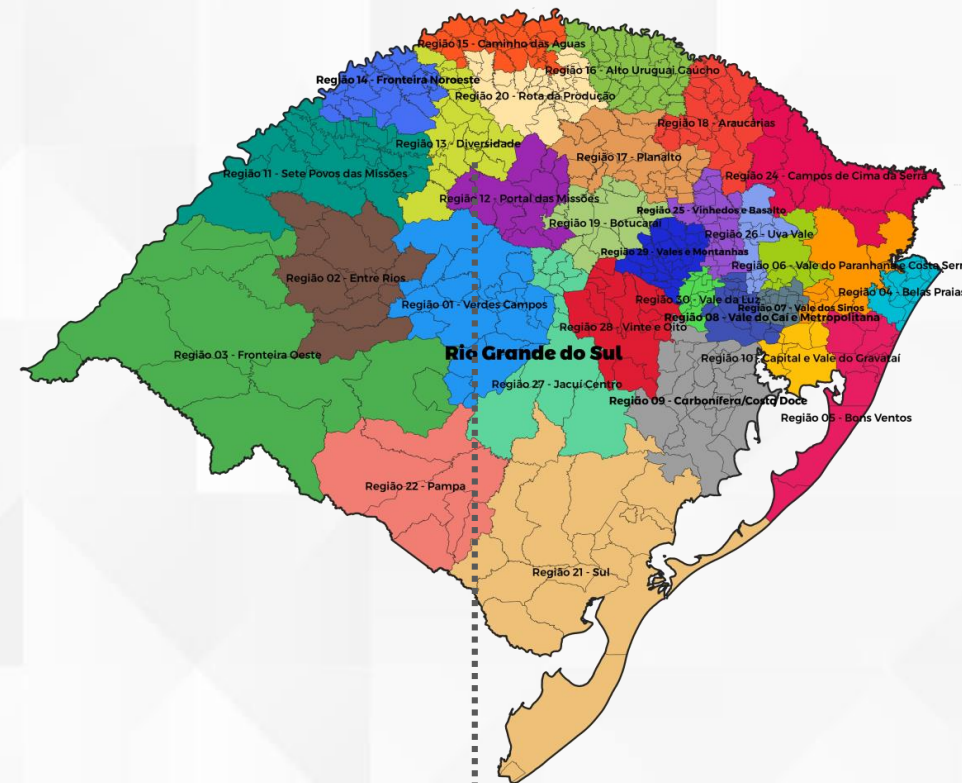 Região 15 - Caminho das Águas
Região 16 - Alto Uruguai Gaúcho
Região 14 - Fronteira Noroeste
Região 20 - Rota da Produção
Região 18 - Araucárias
Região 13 - Diversidade
Região 17 - Planalto
Região 11 - Sete Povos das Missões
Região 24 - Campos de Cima da Serra
Região 12 - Portal das Missões
Região 25 - Vinhedos e Basalto
Região 19 - Botucaraí
Região 26 - Uva Vale
Região 29 - Vales e Montanhas
Região 06 - Vale do Paranhana e Costa Serra
Região 02 - Entre Rios
Região 04 - Belas Praias
Região 30 - Vale da Luz
Região 01 - Verdes Campos
Região 07 - Vale dos Sinos
Região 08 - Vale do Caí e Metropolitana
Região 28 - Vinte e Oito
Rio Grande do Sul
Região 03 - Fronteira Oeste
Região 10 - Capital e Vale do Gravataí
Região 27 - Jacuí Centro
Região 09 - Carbonífera/Costa Doce
Região 05 - Bons Ventos
Região 22 - Pampa
Região 21 - Sul